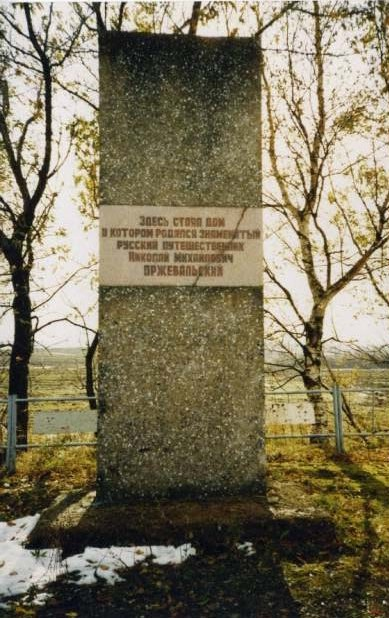 Здесь стоял дом
в котором родился знаменитый
русский путешественник
Николай Михайлович
Пржевальский